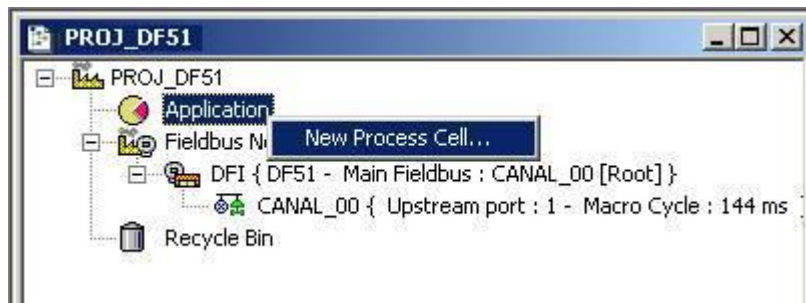 PROJ_DF51
PROJ_DF51
Application
New Process Cell...
Fieldbus Ne
DFI { DF51 - Main Fieldbus : CANAL_00 [Root] }
CANAL_00 { Upstream port : 1 - Macro Cycle : 144 ms
Recycle Bin